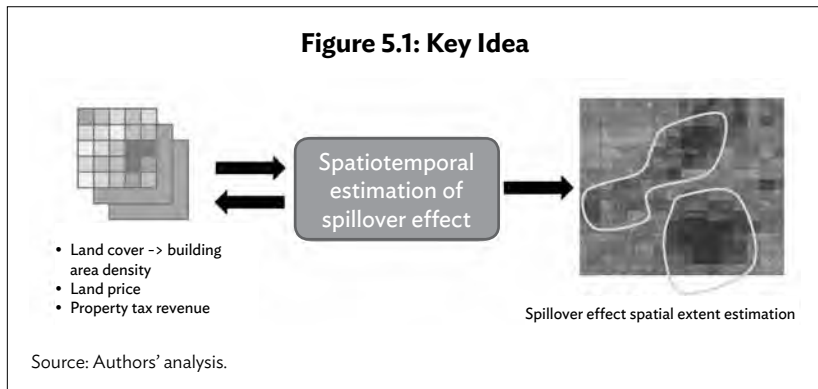 Figure 5.1: Key Idea
Spatiotemporal
estimation of
spillover effect
• Land cover -> building
area density
• Land price
• Property tax revenue
Spillover effect spatial extent estimation
Source: Authors’ analysis.